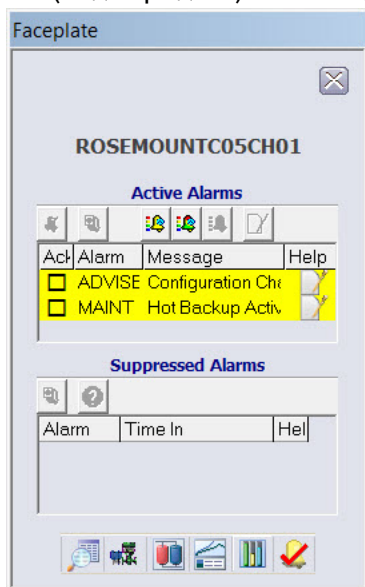 Faceplate
ROSEMOUNTC05CH01
Active Alarms
Ack Alarm Message Help
ADVISE Configuration Cha
MAINT Hot Backup Activ
Suppressed Alarms
Alarm Time In Hel